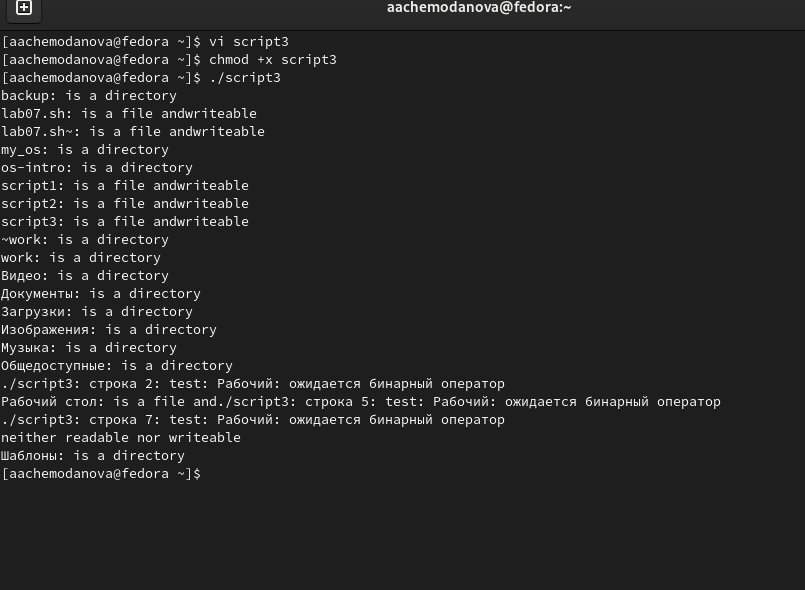 aachemodanova@fedora:~
[aachemodanova@fedora ~]$ vi script3
[aachemodanova@fedora ~]$ chmod +x script3
[aachemodanova@fedora ~]$ ./script3
backup: is a directory
lab07.sh: is a file andwriteable
lab07.sh~: is a file andwriteable
my_os: is a directory
os-intro: is a directory
script1: is a file andwriteable
script2: is a file andwriteable
script3: is a file andwriteable
~work: is a directory
work: is a directory
Видео: is a directory
Документы: is a directory
Загрузки: is a directory
Изображения: is a directory
Музыка: is a directory
Общедоступные: is a directory
./script3: строка 2: test: Рабочий: ожидается бинарный оператор
Рабочий стол: is a file and./script3: строка 5: test: Рабочий: ожидается бинарный оператор
./script3: строка 7: test: Рабочий: ожидается бинарный оператор
neither readable nor writeable
Шаблоны: is a directory
[aachemodanova@fedora ~]$